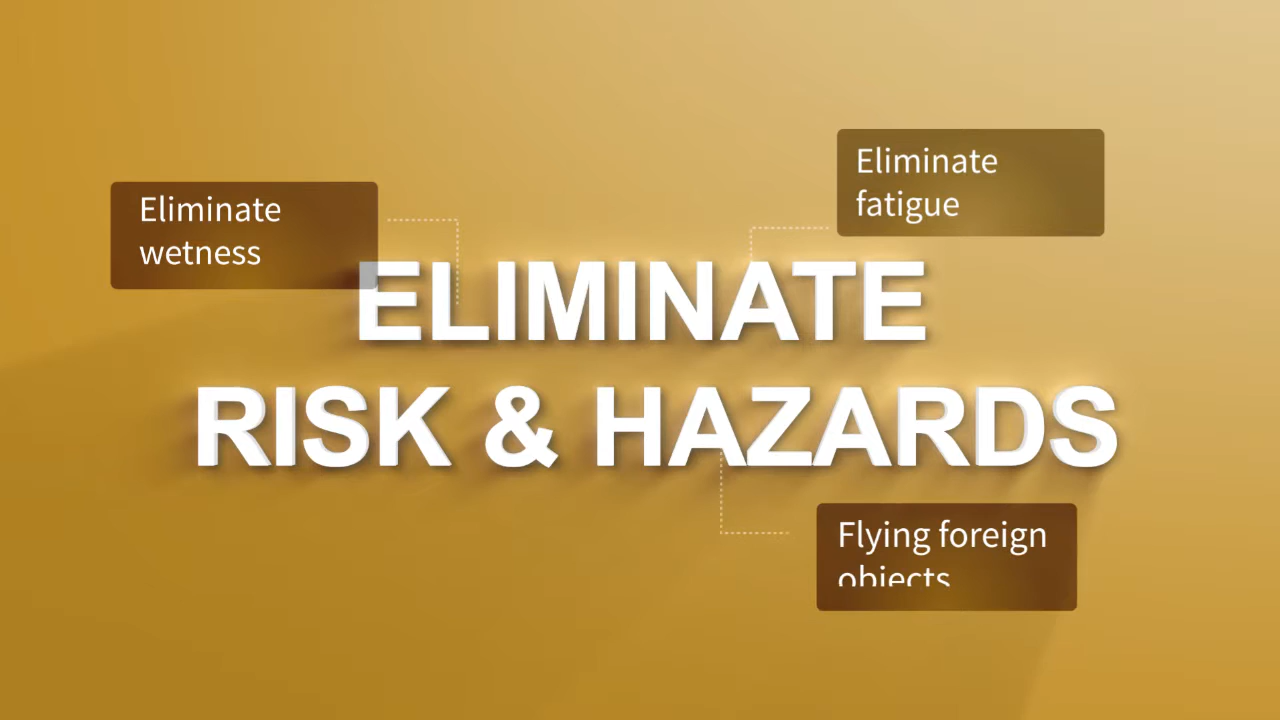 Eliminate
fatigue
Eliminate
wetness
ELIMINATE
RISK & HAZARDS
Flying foreign
objects